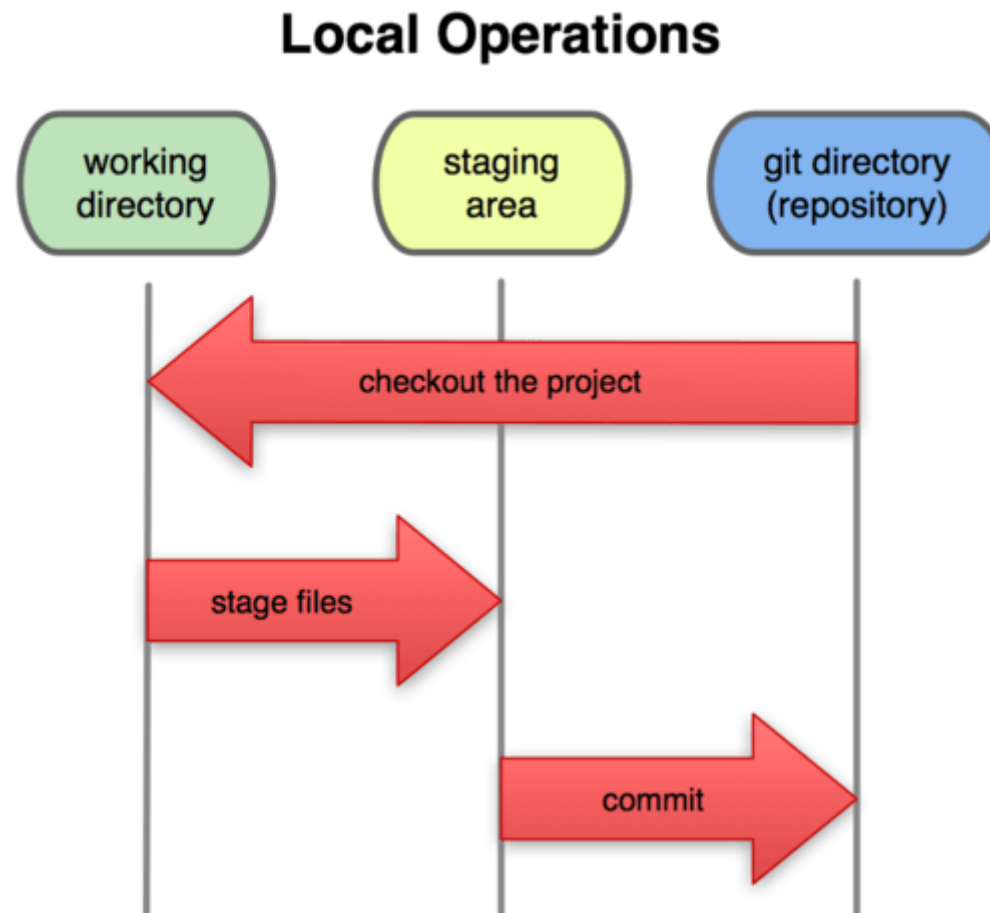 Local Operations
working
directory
staging
area
git directory
(repository)
checkout the project
stage files
commit